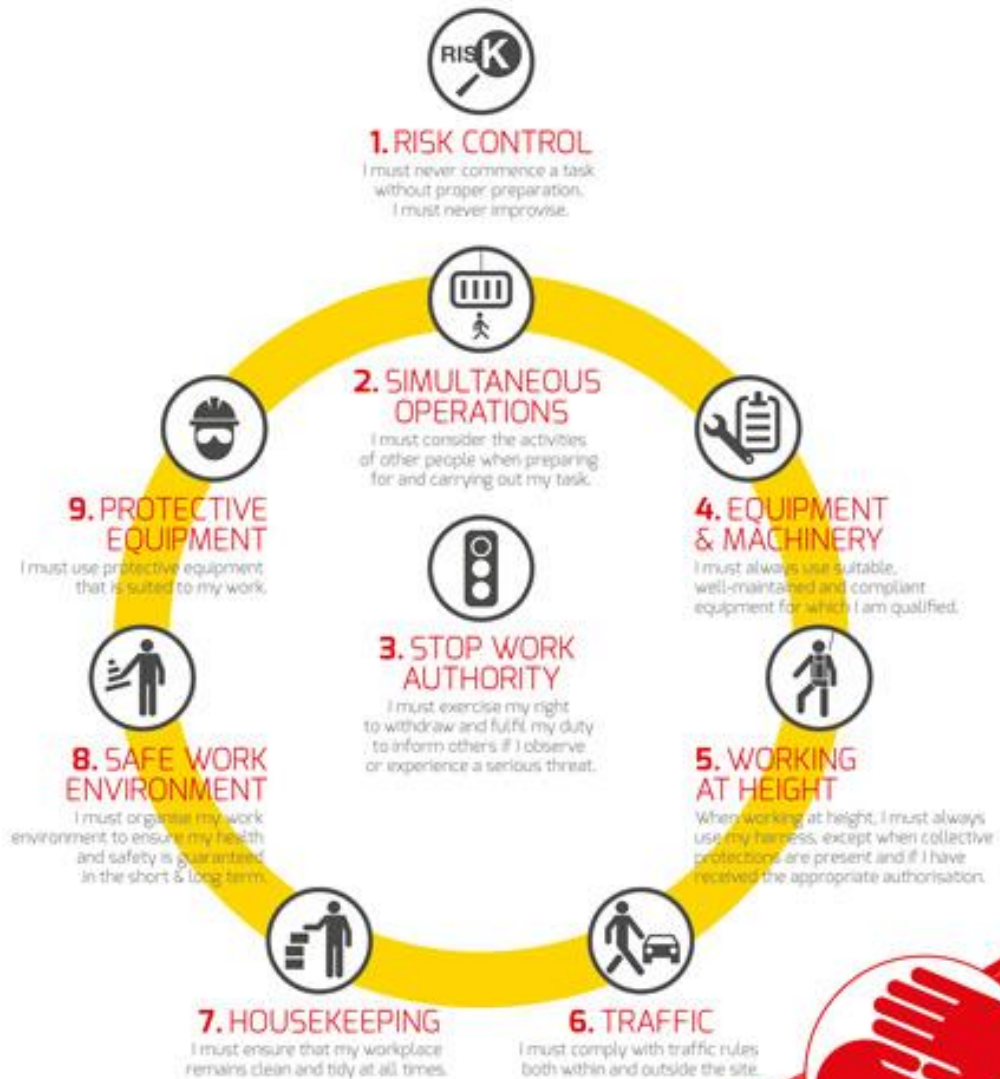 RISK
1. RISK CONTROL
I must never commence a task
without proper preparation.
I must never improvise.
2. SIMULTANEOUS
OPERATIONS
I must consider the activities
of other people when preparing
for and carrying out my task.
3. STOP WORK
AUTHORITY
I must exercise my right
to withdraw and fulfil my duty
to inform others if I observe
or experience a serious threat.
4. EQUIPMENT
& MACHINERY
I must always use suitable,
well-maintained and compliant
equipment for which I am qualified.
5. WORKING
AT HEIGHT
When working at height, I must always
use my harness, except when collective
protections are present and if I have
received the appropriate authorisation.
6. TRAFFIC
I must comply with traffic rules
both within and outside the site.
7. HOUSEKEEPING
I must ensure that my workplace
remains clean and tidy at all times.
8. SAFE WORK
ENVIRONMENT
I must organise my work
environment to ensure my health
and safety is guaranteed
in the short & long term.
9. PROTECTIVE
EQUIPMENT
I must use protective equipment
that is suited to my work.